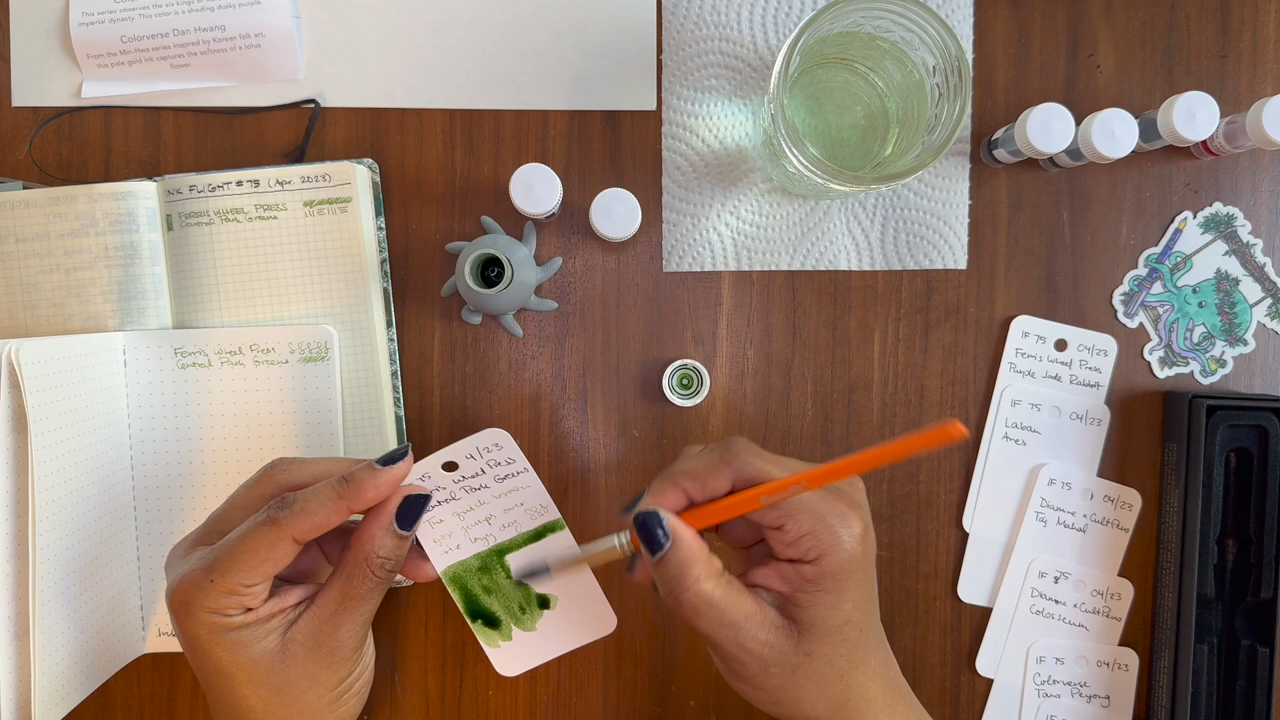 This series observes the six kings of
imperial dynasty. This color is a shading dusky purple.
Colorverse Dan Hwang
From the Min-Hwa series inspired by Korean folk art,
this pale gold ink captures the softness of a lotus
flower.
INK FLIGHT #75 (Apr. 2023)
FERRIS WHEEL PRESS
Central Park Greens
Ferris Wheel Press
Central Park Greens
75 4/23
Wheel Press
Central Park Greens
The quick brown
fox jumps over
the lazy dog
IF 75 04/23
Ferris Wheel Press
Purple Jade Rabbit
IF 75
Laban
Ares
IF 75 04/23
Diamine x CultPens
Taj Mahal
IF 75 04/23
Diamine x CultPens
Colosseum
IF 75 04/23
Colorverse